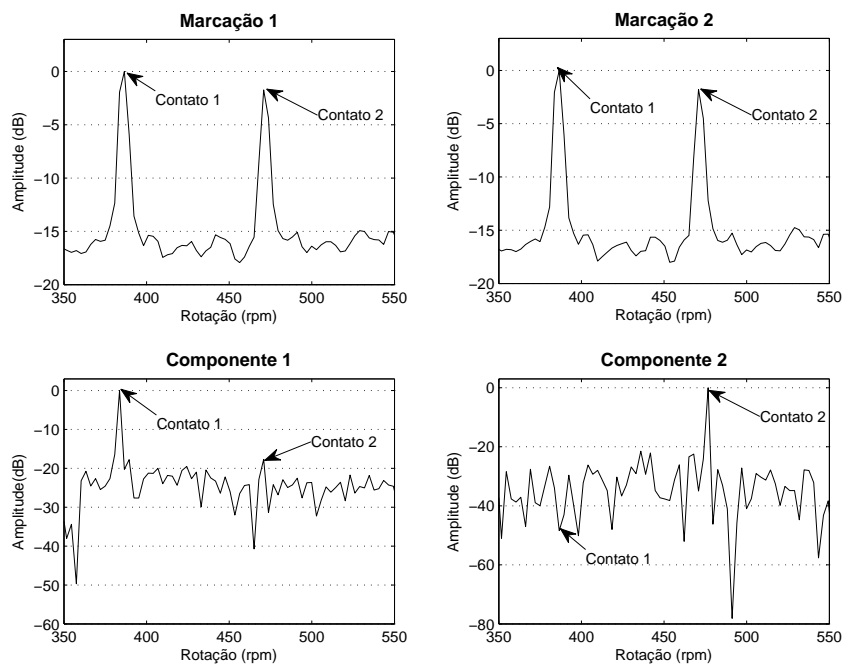 Marcação 1
0
−5
−10
−15
−20
350 400 450 500 550
Amplitude (dB)
Rotação (rpm)
Contato 1
Contato 2
Marcação 2
0
−5
−10
−15
−20
350 400 450 500 550
Amplitude (dB)
Rotação (rpm)
Contato 1
Contato 2
Componente 1
0
−10
−20
−30
−40
−50
−60
350 400 450 500 550
Amplitude(dB)
Rotação (rpm)
Contato 1
Contato 2
Componente 2
0
−20
−40
−60
−80
350 400 450 500 550
Amplitude (dB)
Rotação (rpm)
Contato 2
Contato 1